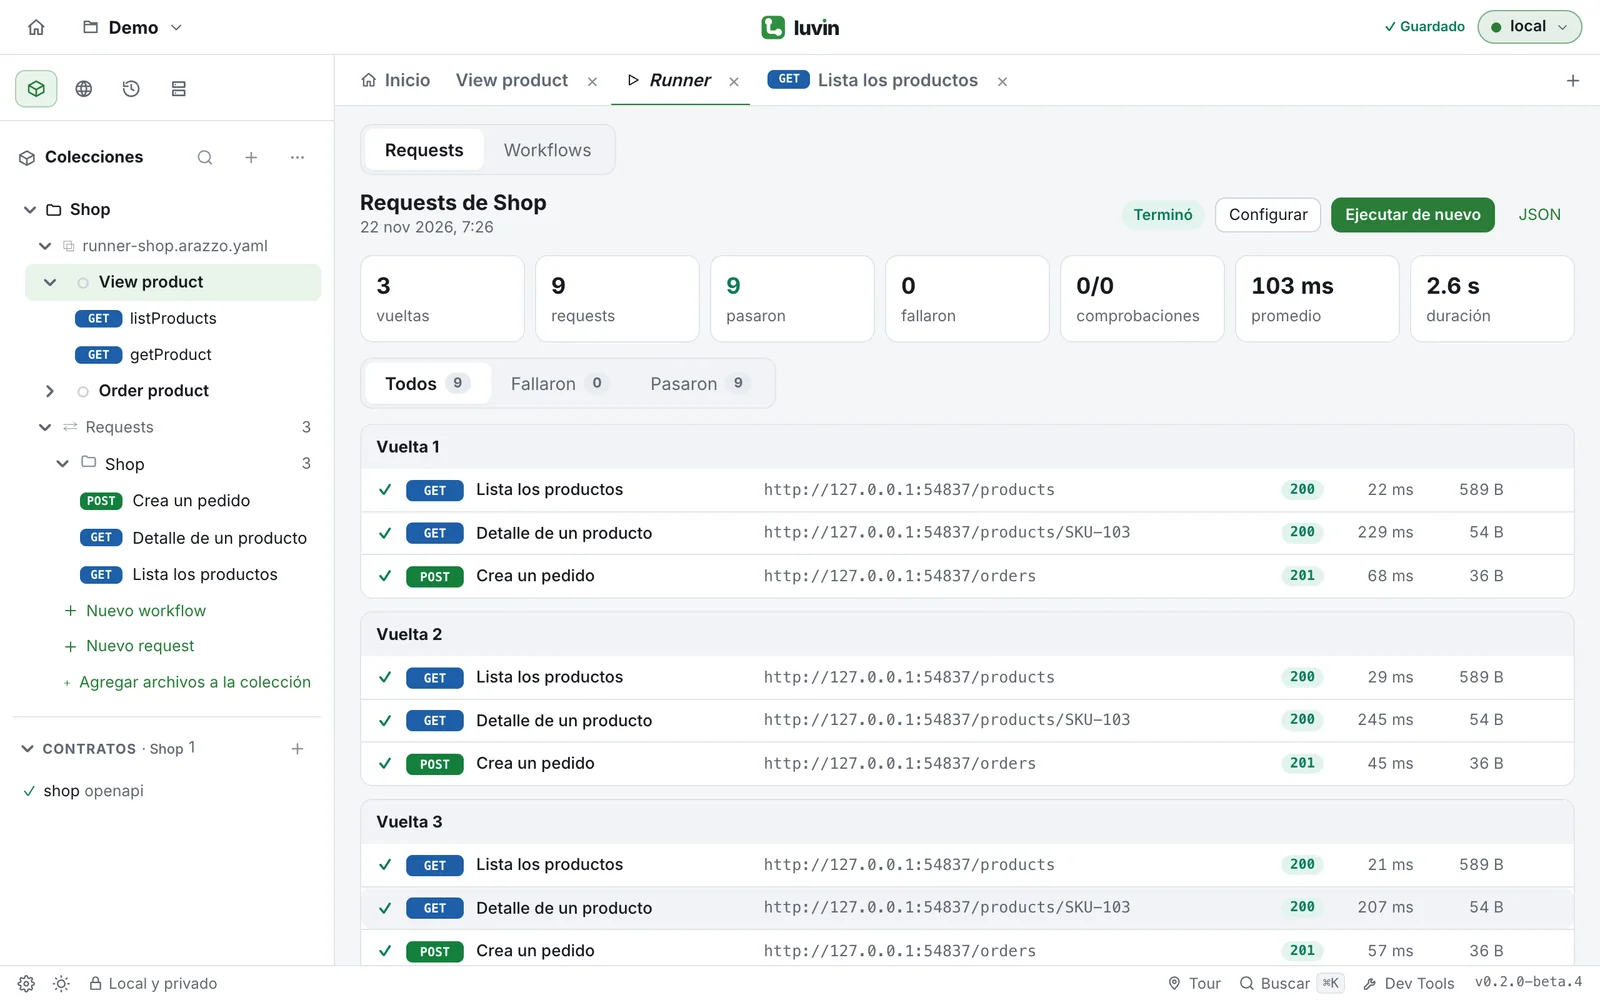 Demo
luvin
Guardado
local
Inicio
View product
Runner
GET Lista los productos
Colecciones
Shop
runner-shop.arazzo.yaml
View product
GET listProducts
GET getProduct
Order product
Requests 3
Shop 3
POST Crea un pedido
GET Detalle de un producto
GET Lista los productos
+ Nuevo workflow
+ Nuevo request
+ Agregar archivos a la colección
CONTRATOS · Shop 1
shop openapi
Requests Workflows
Requests de Shop
22 nov 2026, 7:26
Terminó
Configurar
Ejecutar de nuevo
JSON
3 vueltas
9 requests
9 pasaron
0 fallaron
0/0 comprobaciones
103 ms promedio
2.6 s duración
Todos 9 Fallaron 0 Pasaron 9
Vuelta 1
GET Lista los productos http://127.0.0.1:54837/products 200 22 ms 589 B
GET Detalle de un producto http://127.0.0.1:54837/products/SKU-103 200 229 ms 54 B
POST Crea un pedido http://127.0.0.1:54837/orders 201 68 ms 36 B
Vuelta 2
GET Lista los productos http://127.0.0.1:54837/products 200 29 ms 589 B
GET Detalle de un producto http://127.0.0.1:54837/products/SKU-103 200 245 ms 54 B
POST Crea un pedido http://127.0.0.1:54837/orders 201 45 ms 36 B
Vuelta 3
GET Lista los productos http://127.0.0.1:54837/products 200 21 ms 589 B
GET Detalle de un producto http://127.0.0.1:54837/products/SKU-103 200 207 ms 54 B
POST Crea un pedido http://127.0.0.1:54837/orders 201 57 ms 36 B
Local y privado
Tour
Buscar ⌘K
Dev Tools
v0.2.0-beta.4